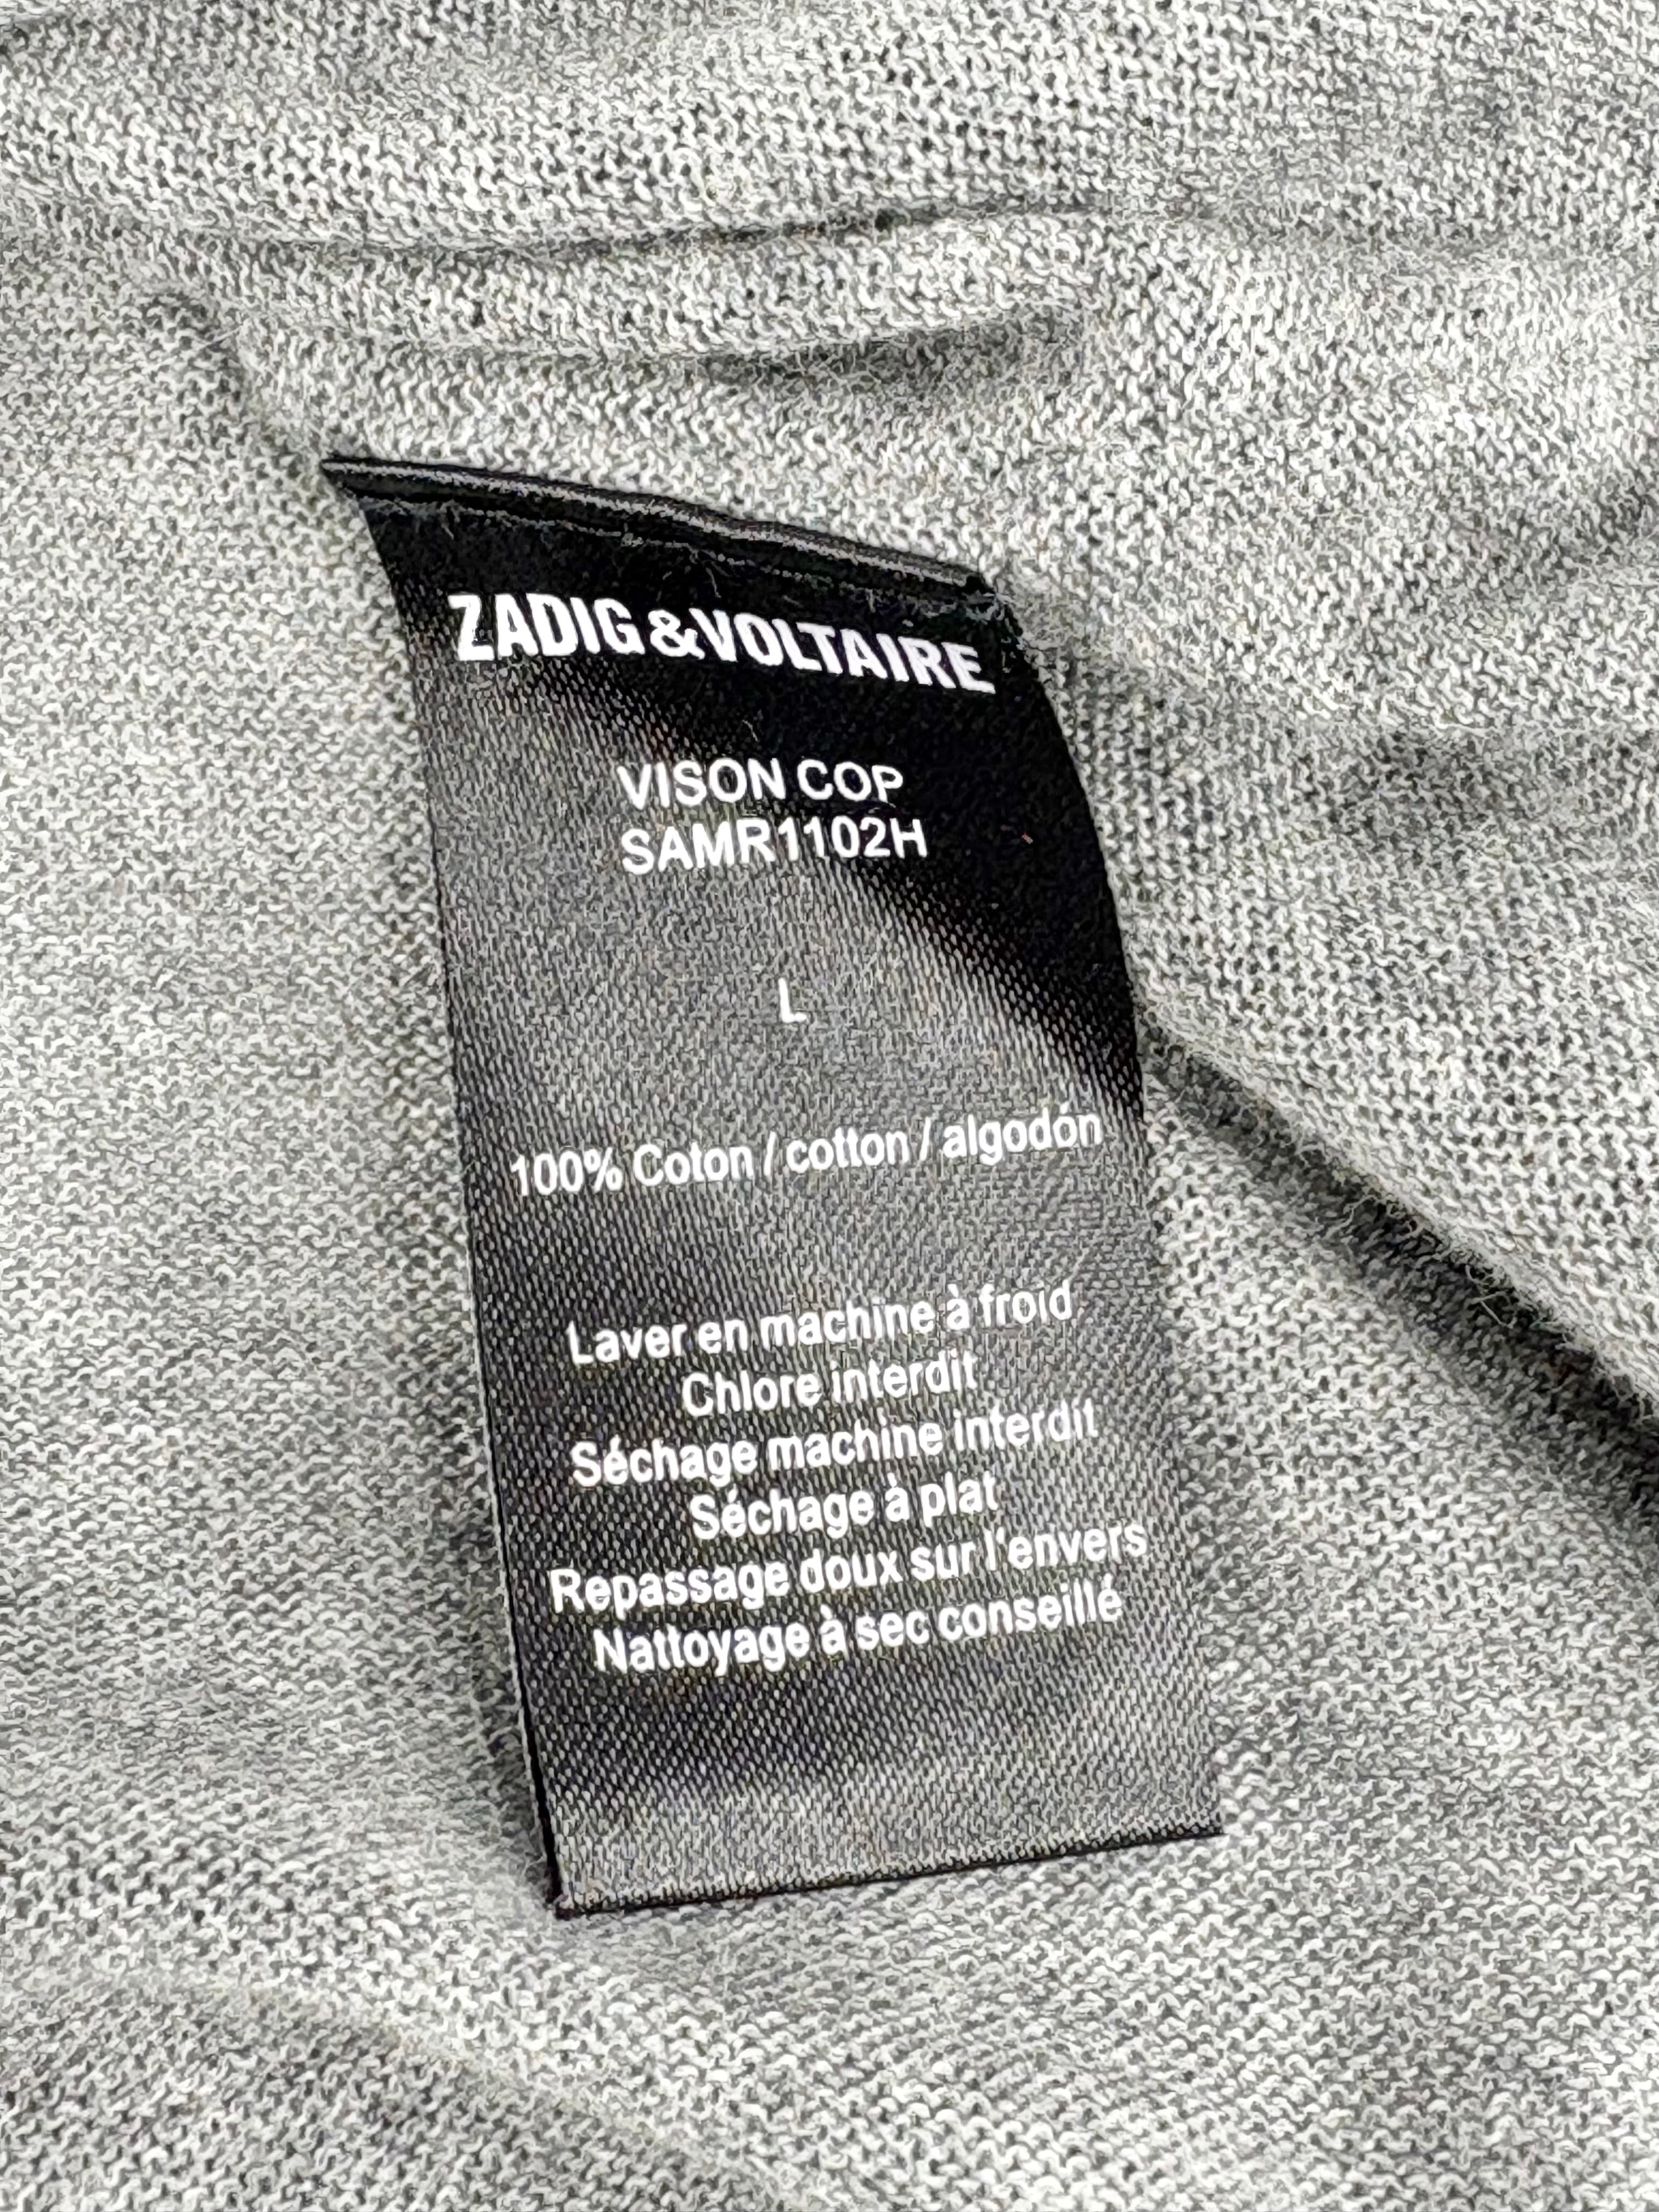 ZADIG&VOLTAIRE
VISON COP
SAMR1102H
L
100% Coton / cotton / algodón
Laver en machine à froid
Chlore interdit
Séchage machine interdit
Séchage à plat
Repassage doux sur l'envers
Nattoyage à sec conseillé